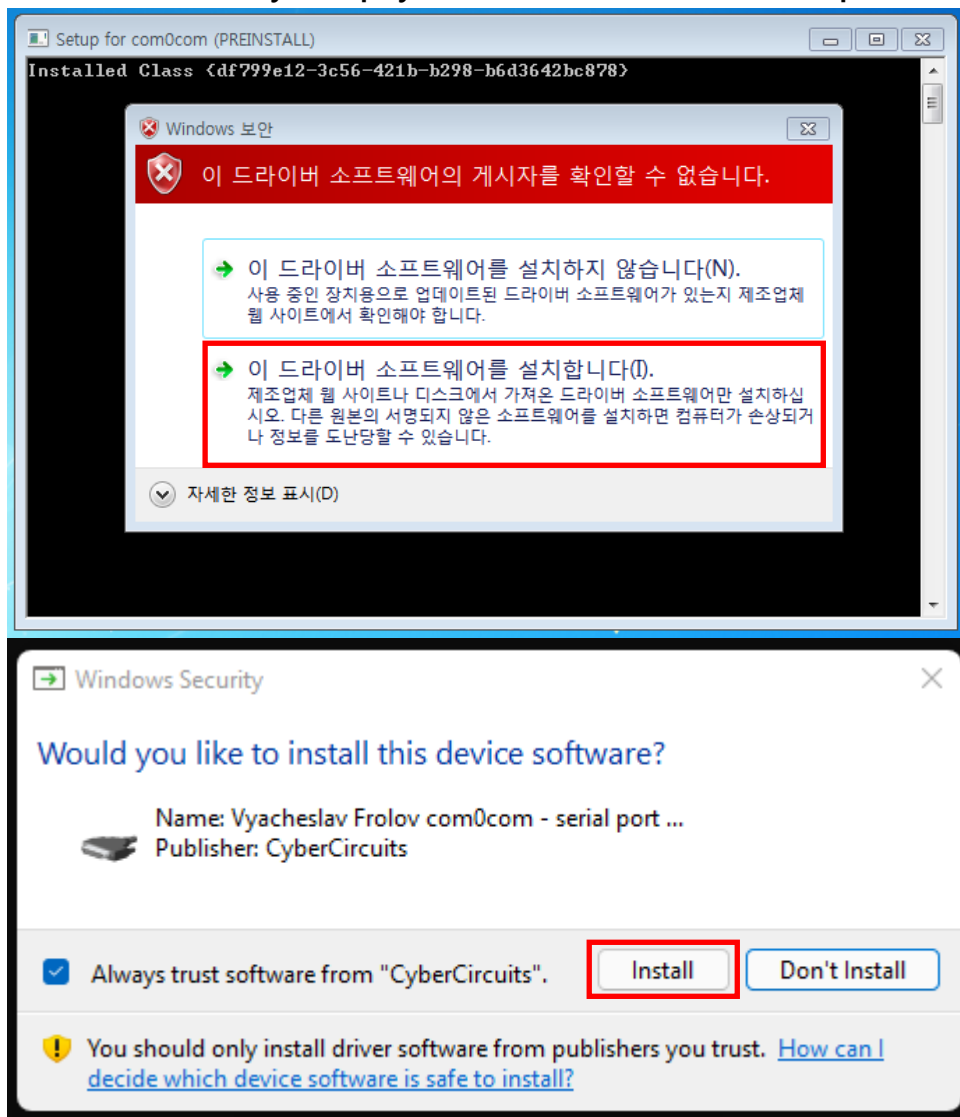 Setup for com0com (PREINSTALL)
Installed Class {df799e12-3c56-421b-b298-b6d3642bc878}
Windows 보안
이 드라이버 소프트웨어의 게시자를 확인할 수 없습니다.
이 드라이버 소프트웨어를 설치하지 않습니다(N).
사용 중인 장치용으로 업데이트된 드라이버 소프트웨어가 있는지 제조업체
웹 사이트에서 확인해야 합니다.
이 드라이버 소프트웨어를 설치합니다(I).
제조업체 웹 사이트나 디스크에서 가져온 드라이버 소프트웨어만 설치하십
시오. 다른 원본의 서명되지 않은 소프트웨어를 설치하면 컴퓨터가 손상되거
나 정보를 도난당할 수 있습니다.
자세한 정보 표시(D)
Windows Security
Would you like to install this device software?
Name: Vyacheslav Frolov com0com - serial port ...
Publisher: CyberCircuits
Always trust software from "CyberCircuits".
Install
Don't Install
You should only install driver software from publishers you trust. How can I
decide which device software is safe to install?